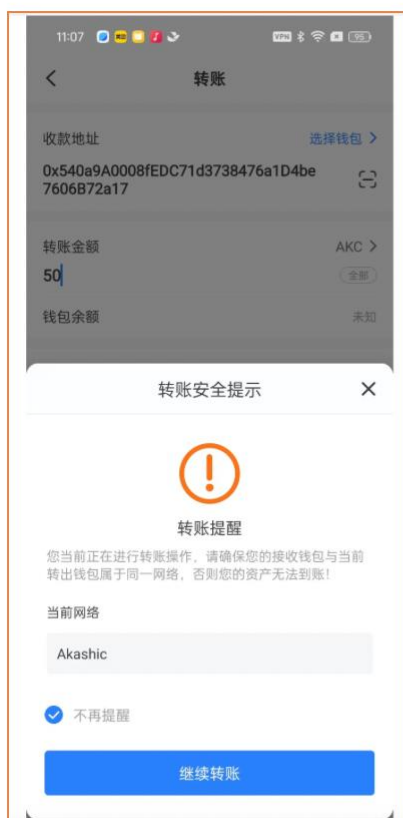 11:07
VPN
95
转账
收款地址
选择钱包
0x540a9A0008fEDC71d3738476a1D4be
7606B72a17
转账金额
AKC
50
全部
钱包余额
未知
转账安全提示
转账提醒
您当前正在进行转账操作，请确保您的接收钱包与当前
转出钱包属于同一网络，否则您的资产无法到账！
当前网络
Akashic
不再提醒
继续转账